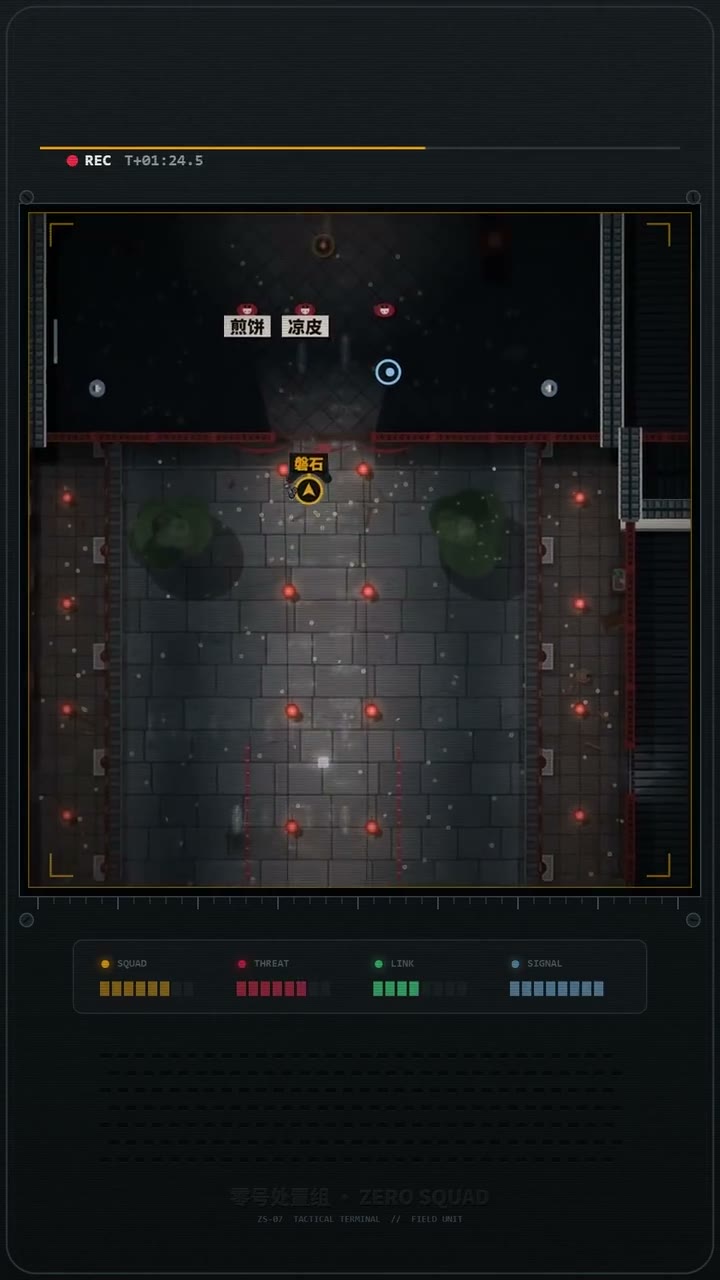 REC T+01:24.5
煎饼 凉皮
磐石
SQUAD THREAT LINK SIGNAL
零号处置组 · ZERO SQUAD
ZS-07 TACTICAL TERMINAL // FIELD UNIT